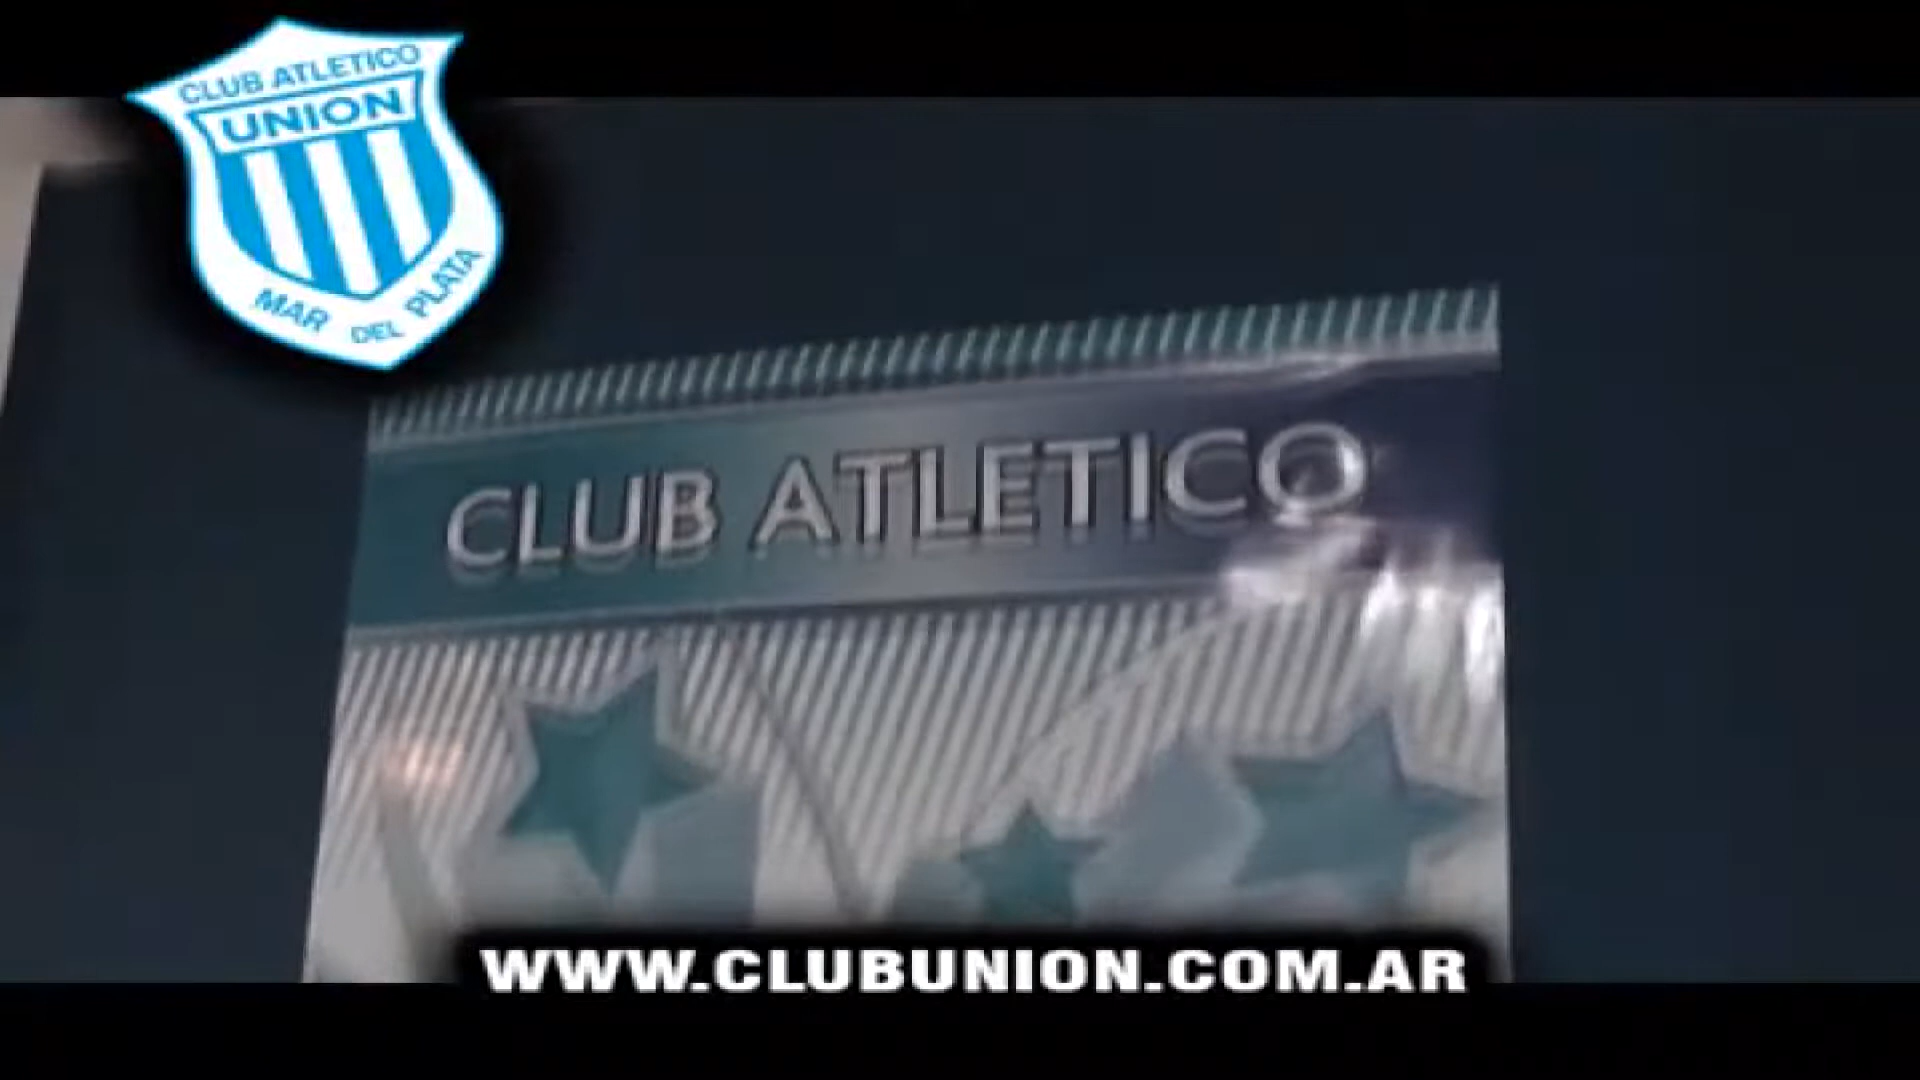 CLUB ATLETICO
UNION
MAR DEL PLATA
CLUB ATLETICO
WWW.CLUBUNION.COM.AR